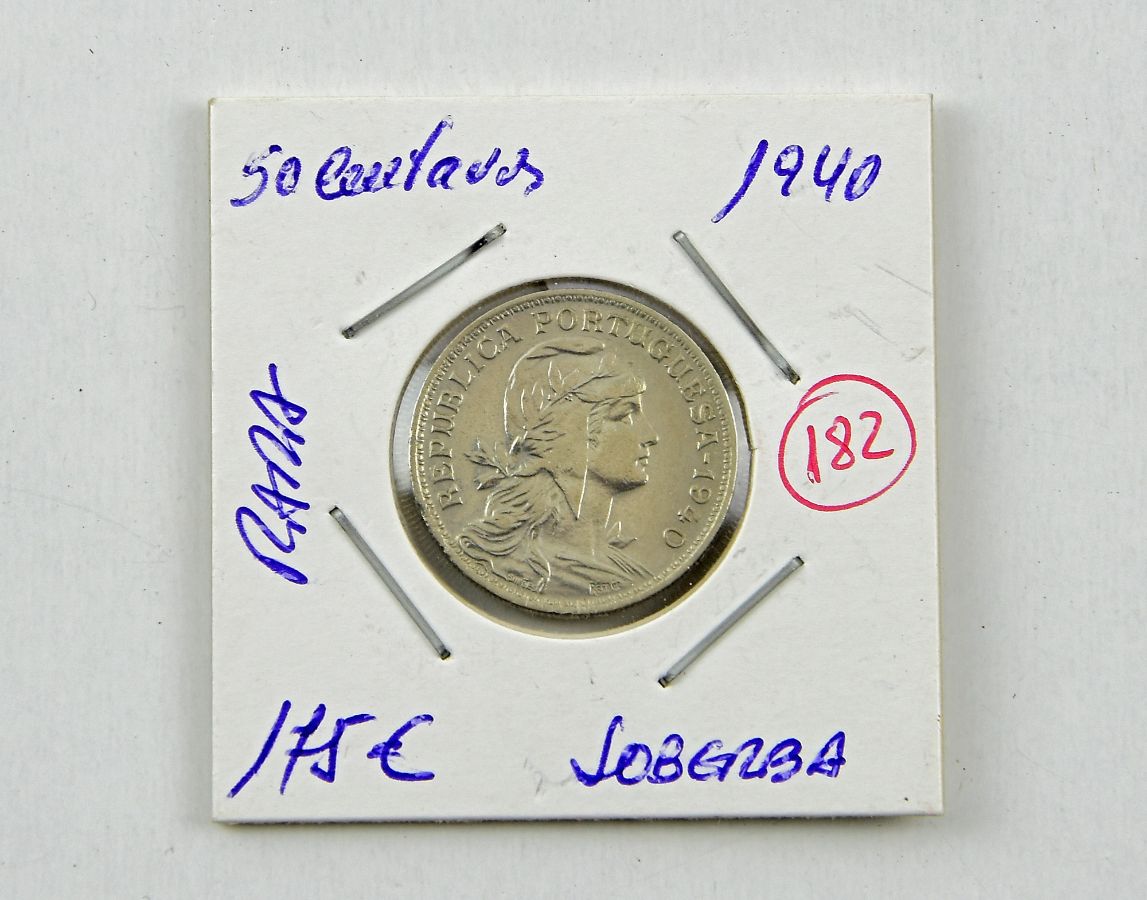 50 Centavos
1940
REPUBLICA PORTUGUESA-1940
RARA
182
175€
SOBERBA